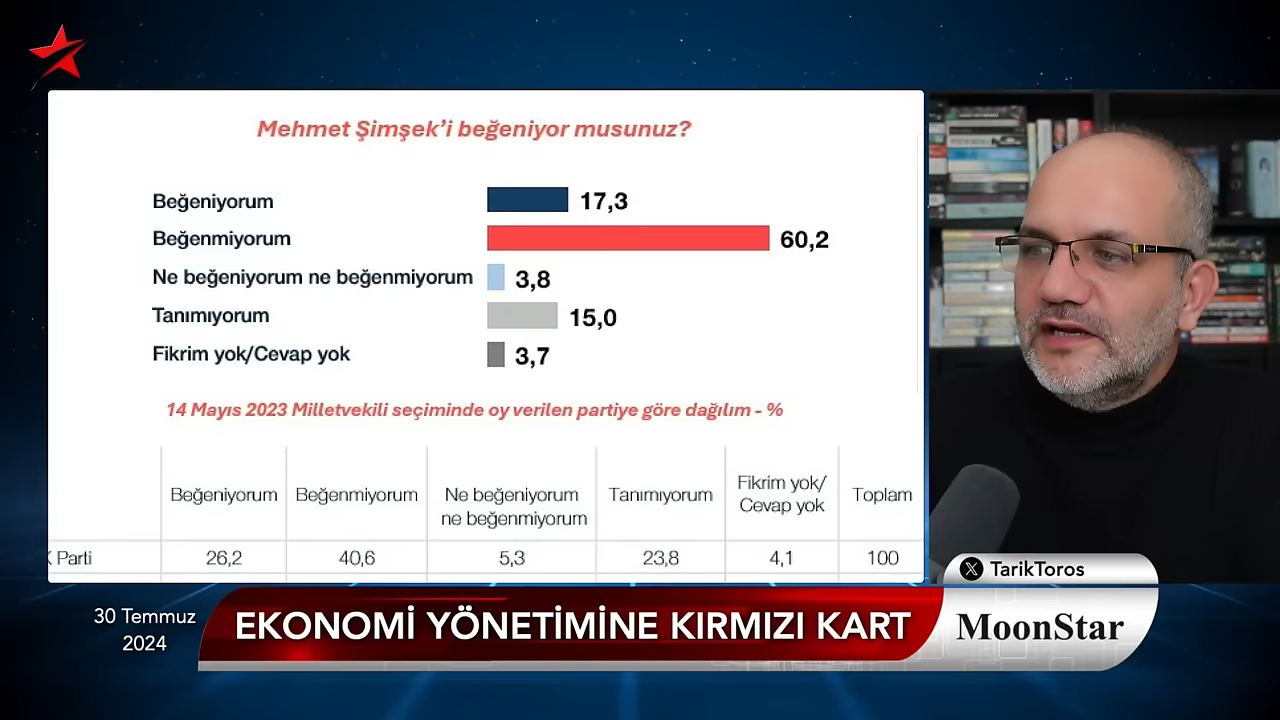 Mehmet Şimşek'i beğeniyor musunuz?
Beğeniyorum 17,3
Beğenmiyorum 60,2
Ne beğeniyorum ne beğenmiyorum 3,8
Tanımıyorum 15,0
Fikrim yok/Cevap yok 3,7
14 Mayıs 2023 Milletvekili seçiminde oy verilen partiye göre dağılım - %
Beğeniyorum Beğenmiyorum Ne beğeniyorum ne beğenmiyorum Tanımıyorum Fikrim yok/ Cevap yok Toplam
Parti 26,2 40,6 5,3 23,8 4,1 100
TarikToros
30 Temmuz
2024
EKONOMİ YÖNETİMİNE KIRMIZI KART
MoonStar